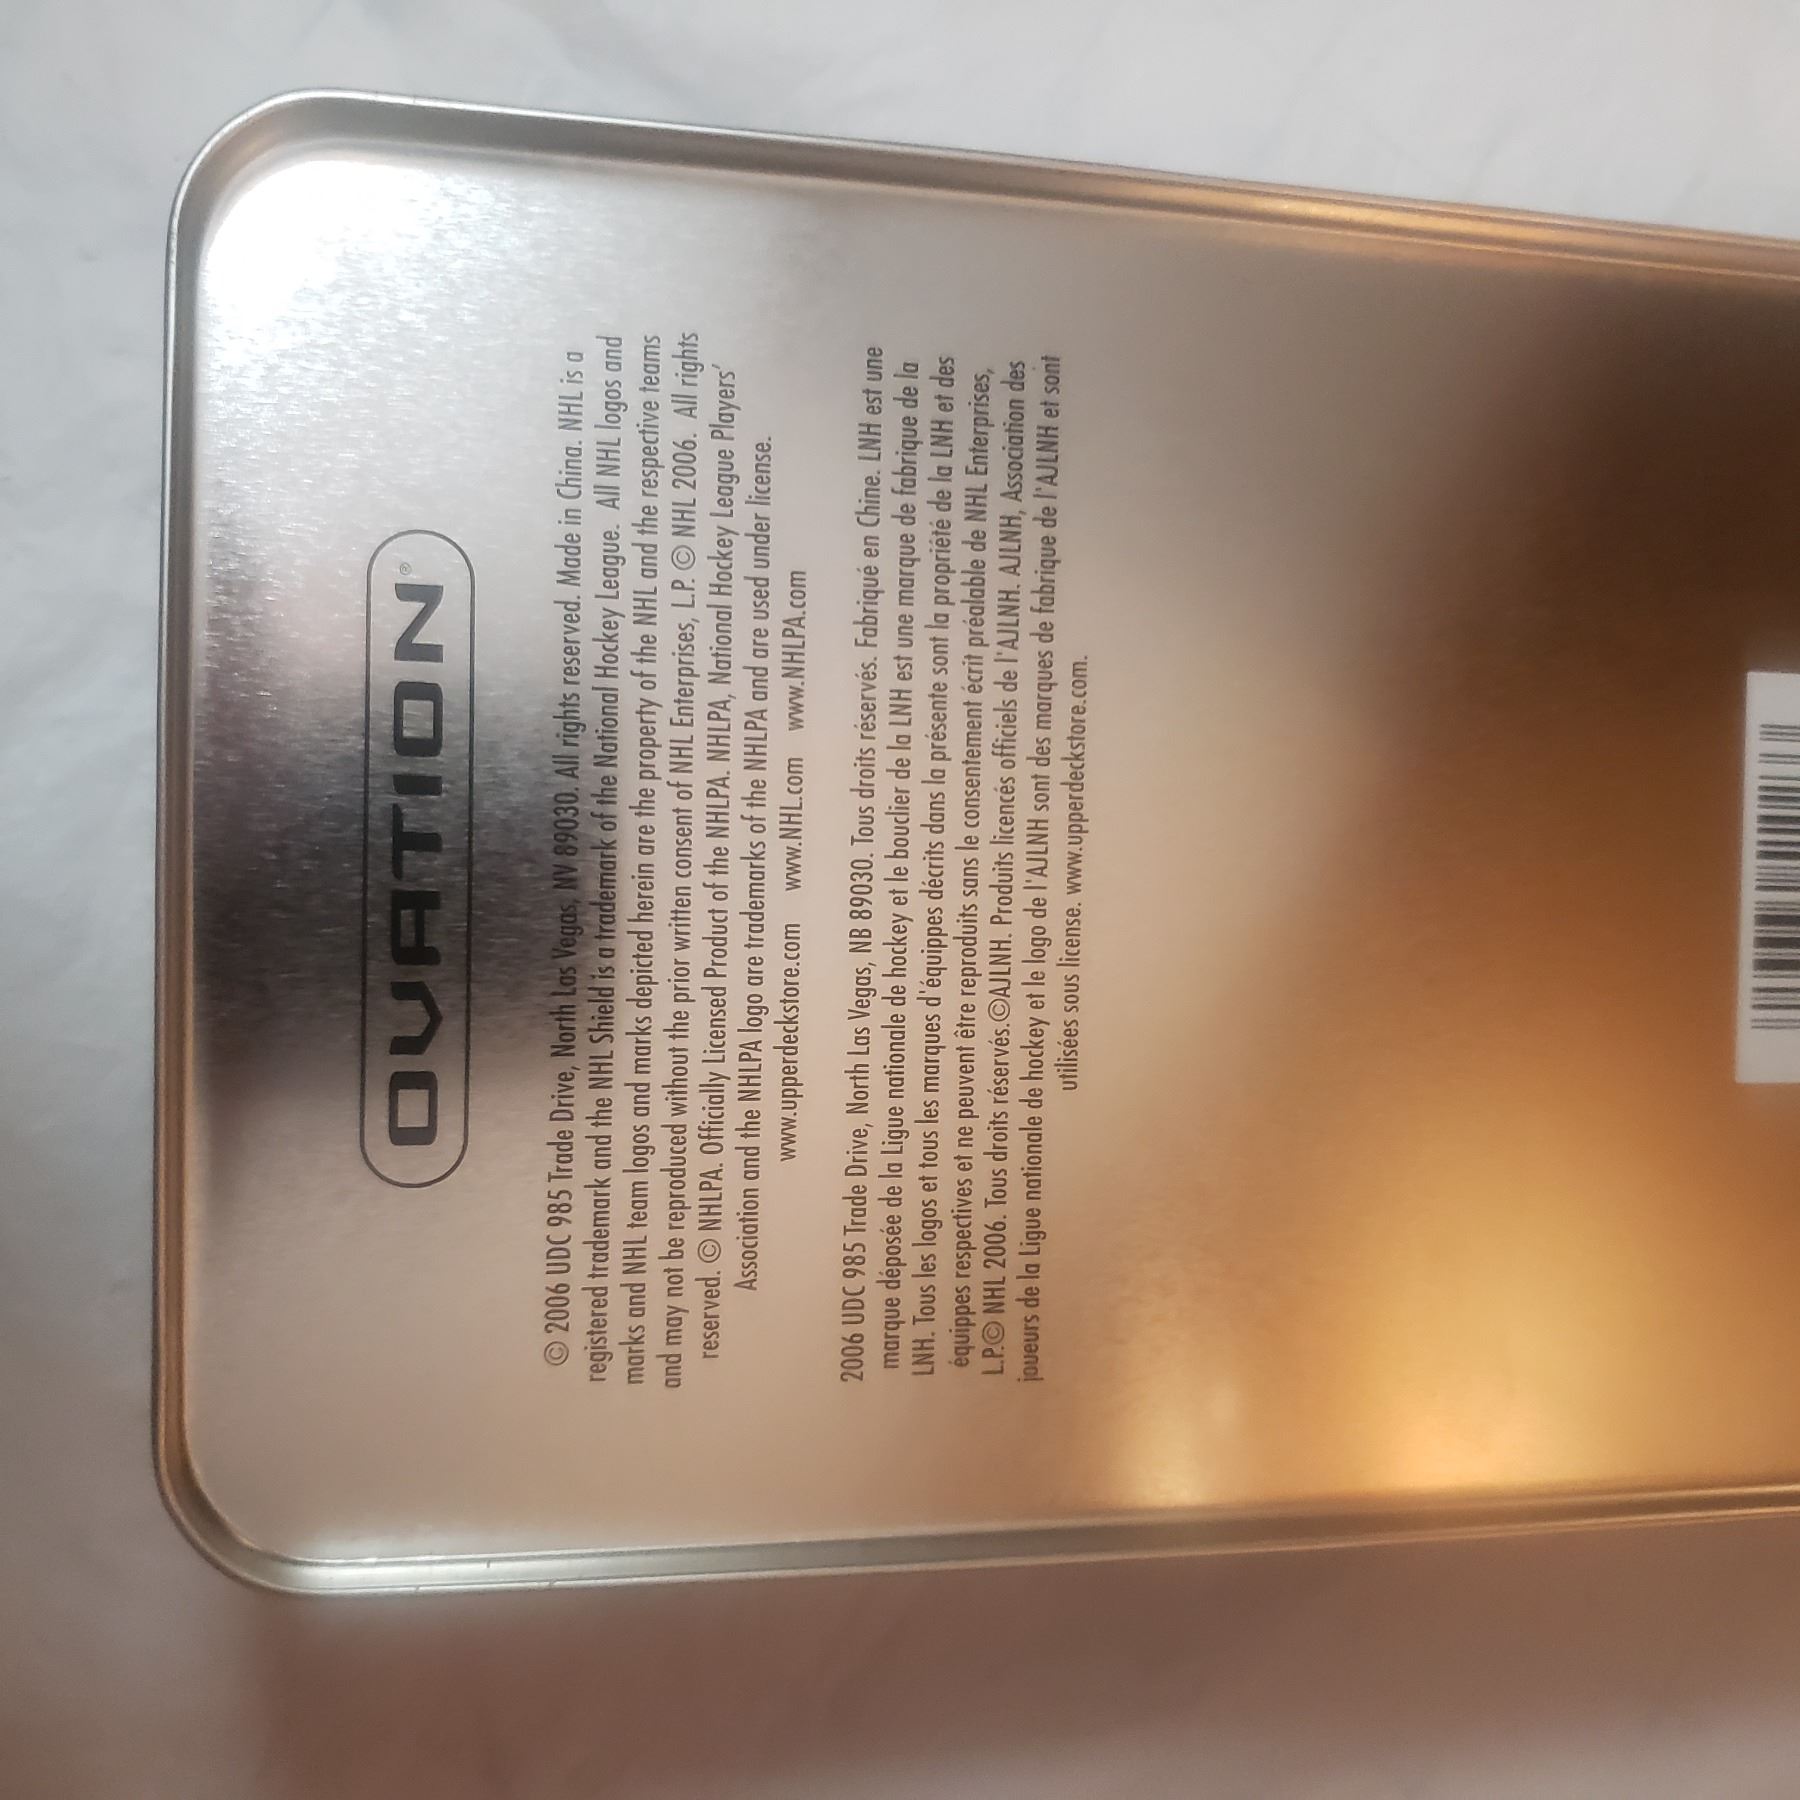 OVATION®
© 2006 UDC 985 Trade Drive, North Las Vegas, NV 89030. All rights reserved. Made in China. NHL is a
registered trademark and the NHL Shield is a trademark of the National Hockey League. All NHL logos and
marks and NHL team logos and marks depicted herein are the property of the NHL and the respective teams
and may not be reproduced without the prior written consent of NHL Enterprises, L.P. © NHL 2006. All rights
reserved. © NHLPA. Officially Licensed Product of the NHLPA. NHLPA, National Hockey League Players'
Association and the NHLPA logo are trademarks of the NHLPA and are used under license.
www.upperdeckstore.com www.NHL.com www.NHLPA.com
2006 UDC 985 Trade Drive, North Las Vegas, NB 89030. Tous droits réservés. Fabriqué en Chine. LNH est une
marque déposée de la Ligue nationale de hockey et le bouclier de la LNH est une marque de fabrique de la
LNH. Tous les logos et tous les marques d'équippes décrits dans la présente sont la propriété de la LNH et des
équippes respectives et ne peuvent être reproduits sans le consentement écrit préalable de NHL Enterprises,
L.P.© NHL 2006. Tous droits réservés.©AJLNH. Produits licencés officiels de l'AJLNH. AJLNH, Association des
joueurs de la Ligue nationale de hockey et le logo de l'AJLNH sont des marques de fabrique de l'AJLNH et sont
utilisées sous license. www.upperdeckstore.com.